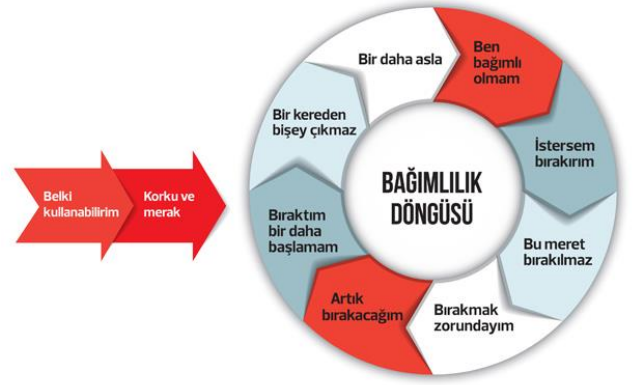 Belki
kullanabilirim
Korku ve
merak
BAĞIMLILIK
DÖNGÜSÜ
Bir kereden
bişey çıkmaz
Bir daha asla
Ben
bağımlı
olmam
İstersem
bırakırım
Bu meret
bırakılmaz
Bırakmak
zorundayım
Artık
bırakacağım
Bıraktım
bir daha
başlamam